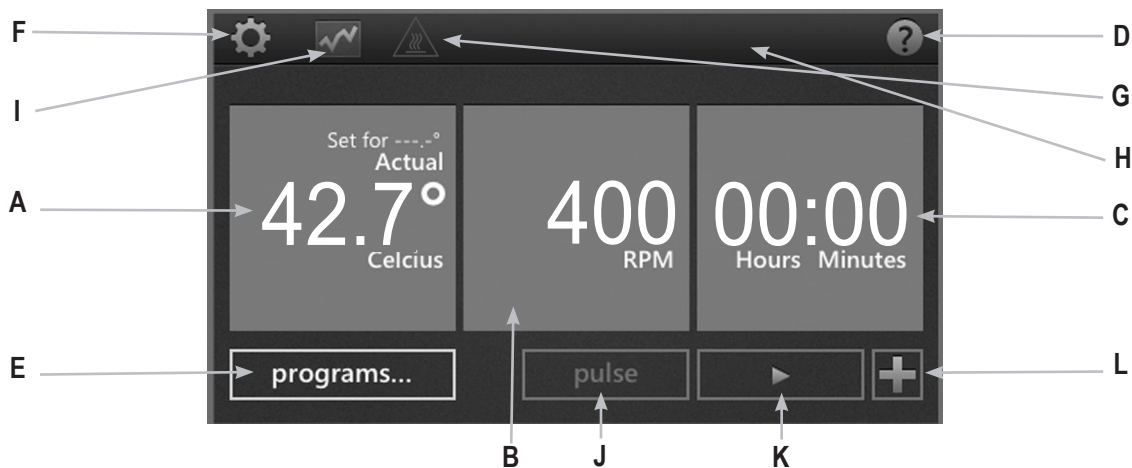 F
D
I
G
H
Set for ---.-°
Actual
42.7°
Celcius
A
400
RPM
00:00
Hours Minutes
C
E
programs...
pulse
L
B
J
K
?